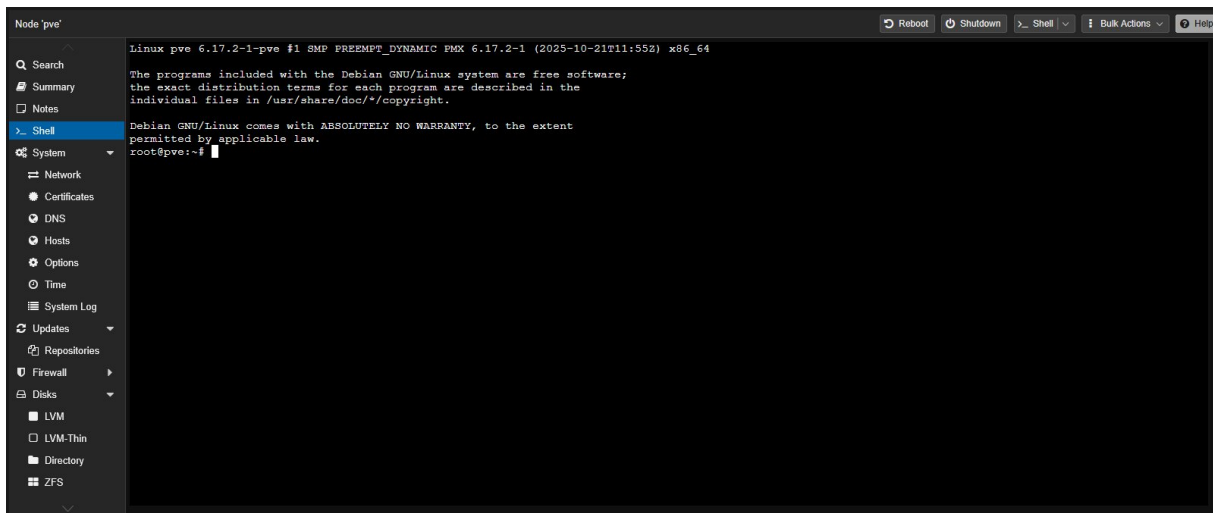 Node 'pve'
Reboot
Shutdown
Shell
Bulk Actions
Help
Search
Summary
Notes
Shell
System
Network
Certificates
DNS
Hosts
Options
Time
System Log
Updates
Repositories
Firewall
Disks
LVM
LVM-Thin
Directory
ZFS
Linux pve 6.17.2-1-pve #1 SMP PREEMPT_DYNAMIC PMX 6.17.2-1 (2025-10-21T11:55Z) x86_64
The programs included with the Debian GNU/Linux system are free software;
the exact distribution terms for each program are described in the
individual files in /usr/share/doc/*/copyright.
Debian GNU/Linux comes with ABSOLUTELY NO WARRANTY, to the extent
permitted by applicable law.
root@pve:~#